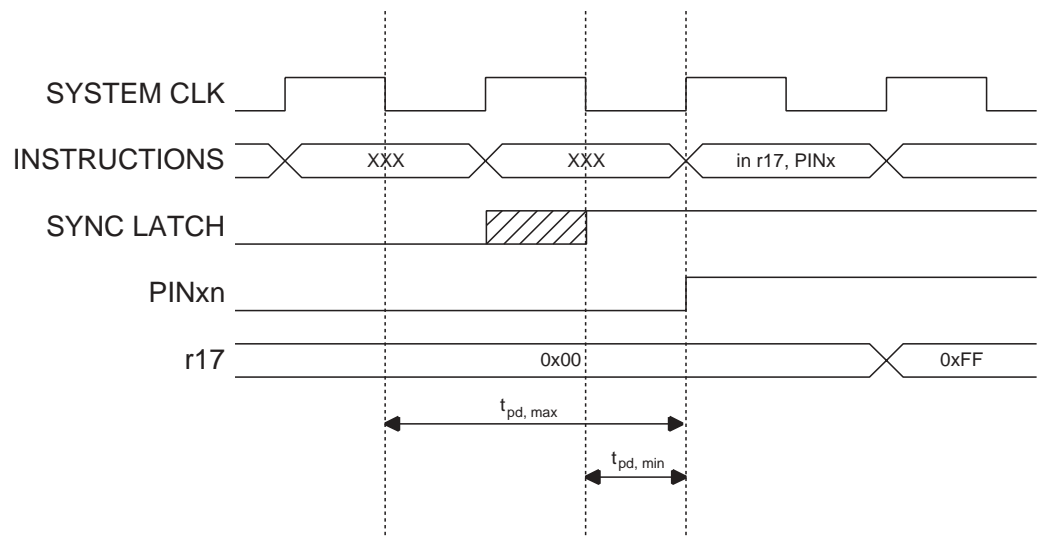 SYSTEM CLK
INSTRUCTIONS XXX XXX in r17, PINx
SYNC LATCH
PINxn
r17 0x00 0xFF
tpd, max
tpd, min